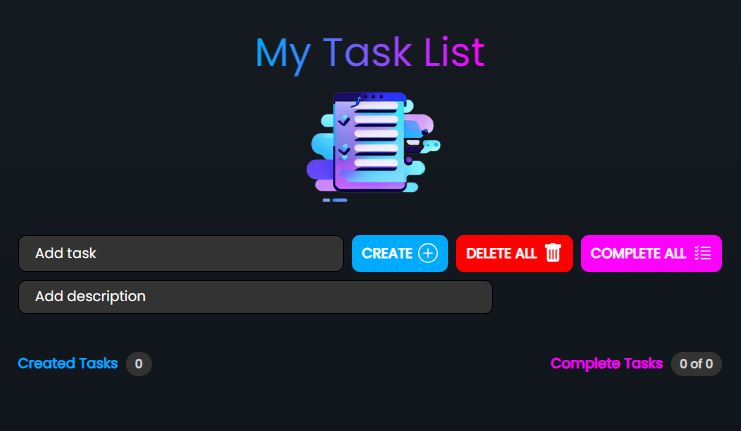 My Task List
Add task CREATE DELETE ALL COMPLETE ALL
Add description
Created Tasks 0 Complete Tasks 0 of 0